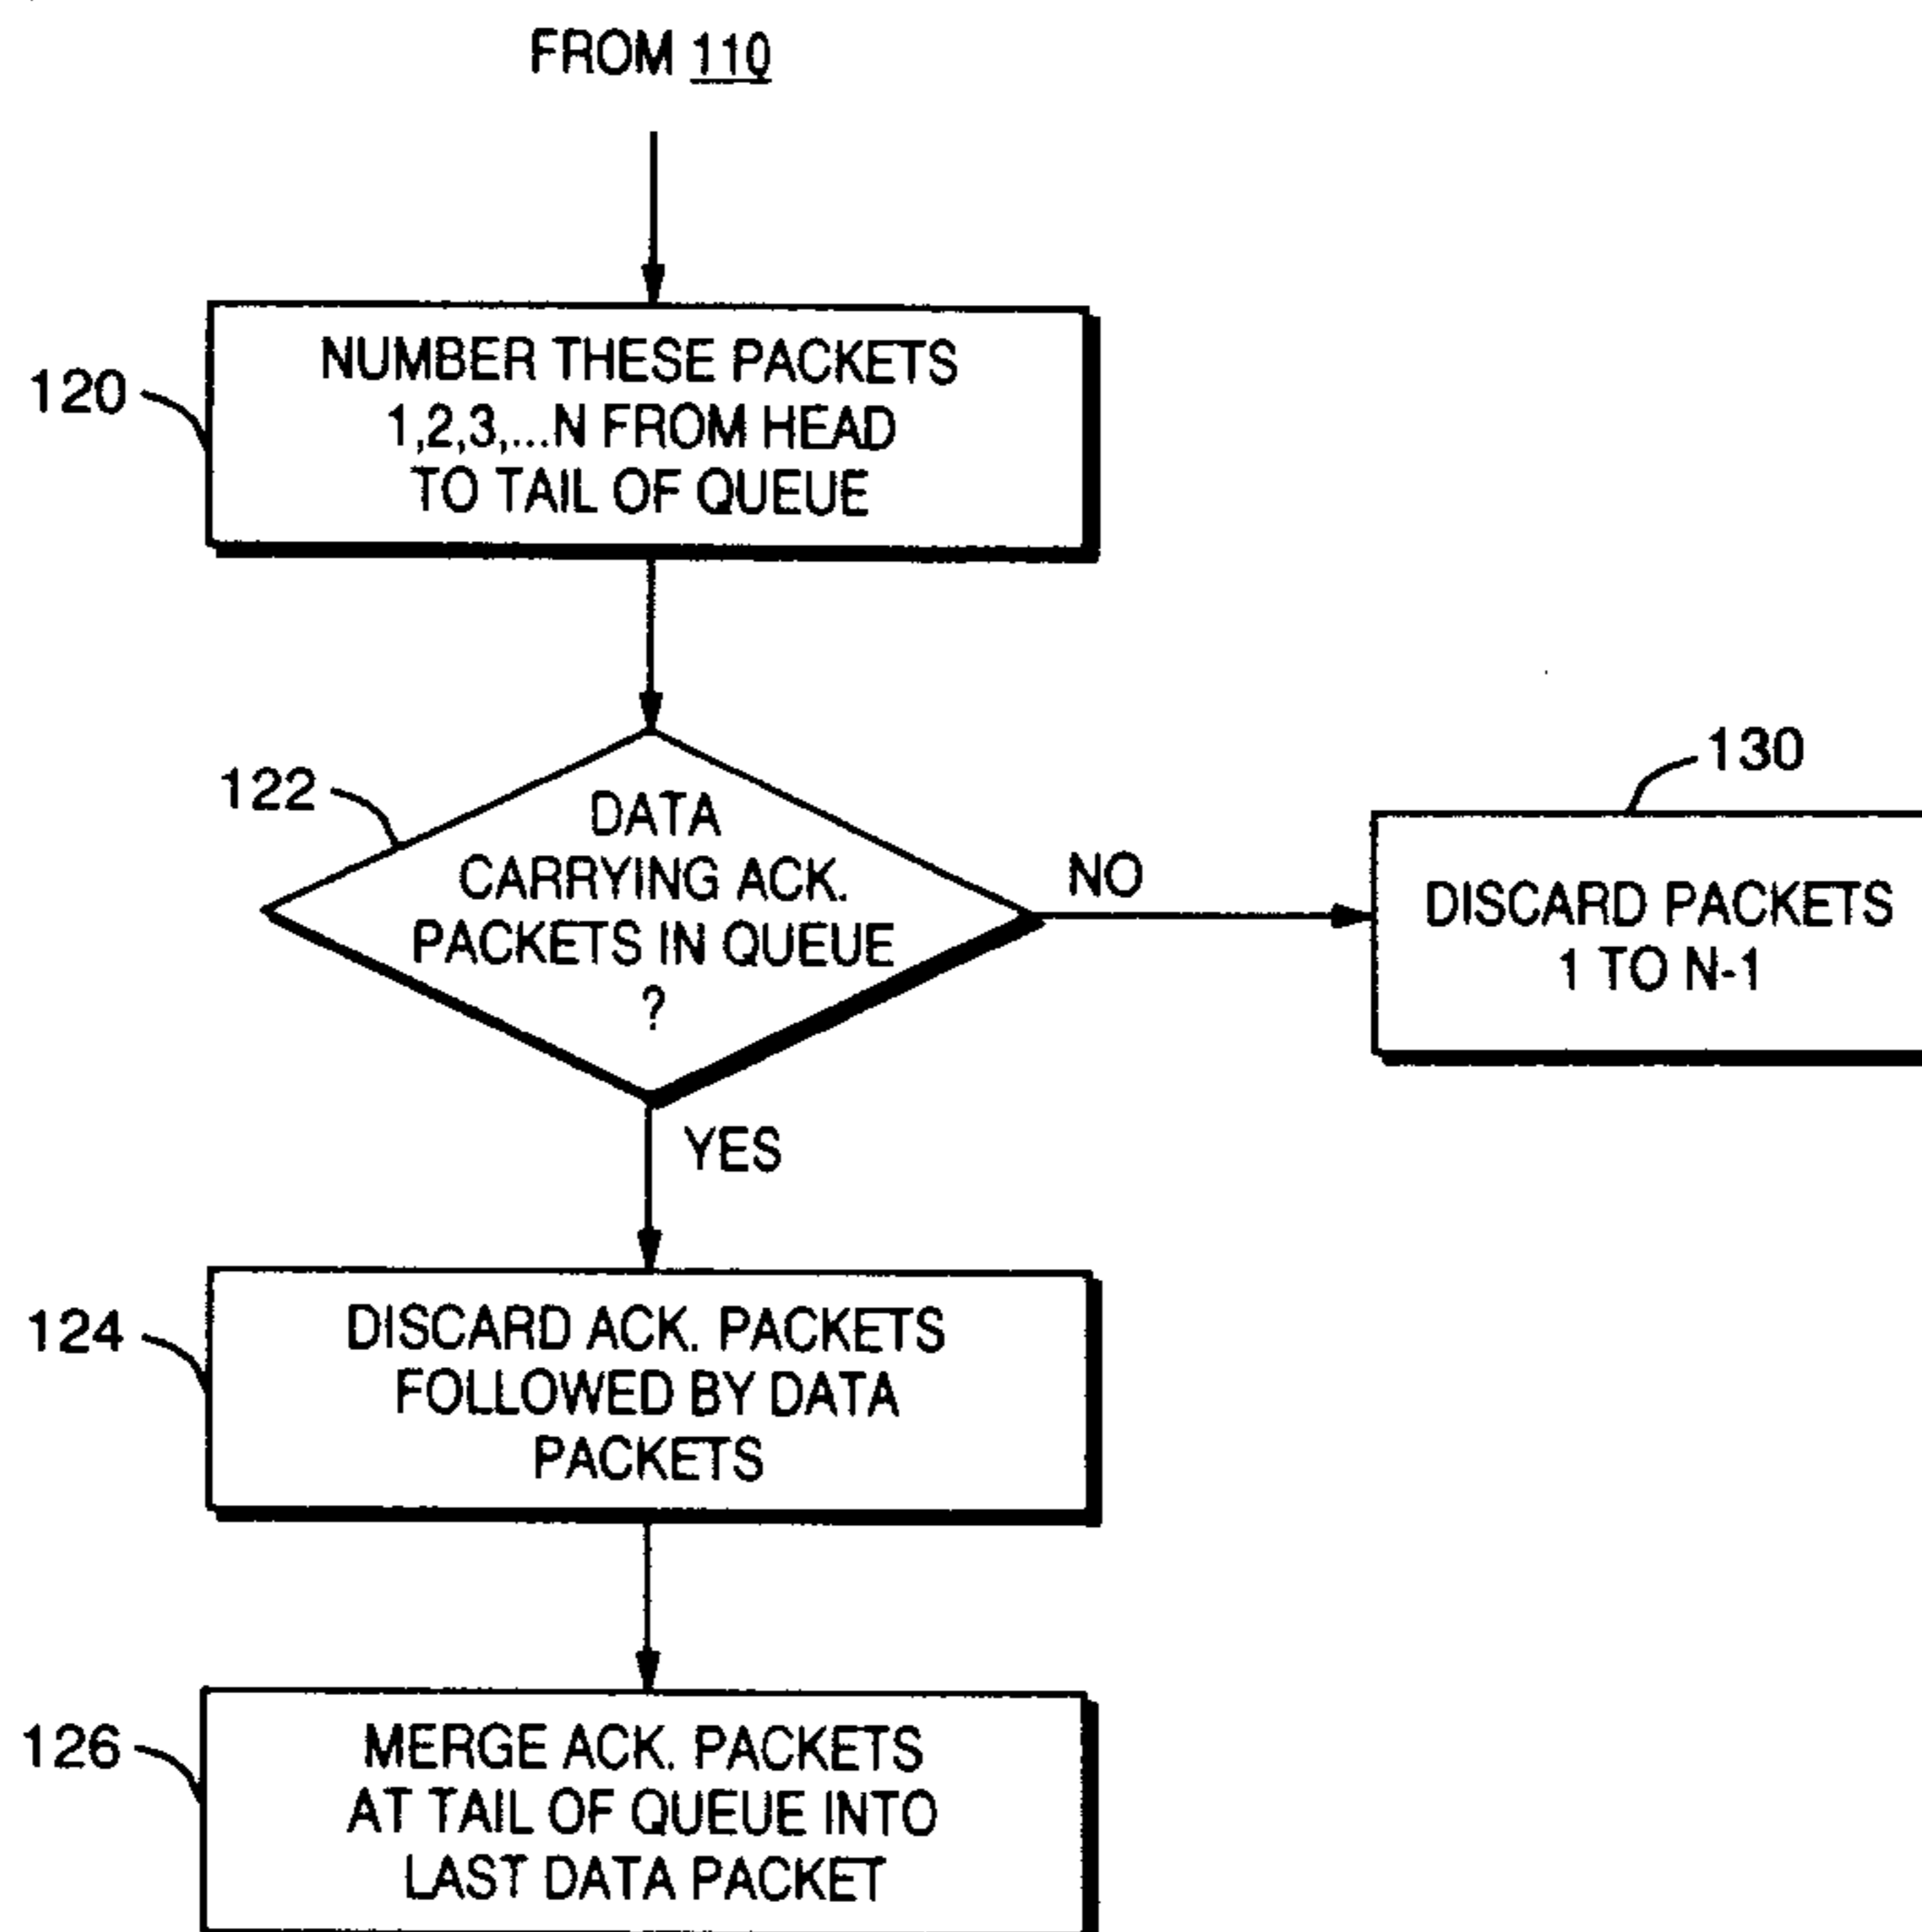 FROM 110
120
NUMBER THESE PACKETS
1,2,3,...N FROM HEAD
TO TAIL OF QUEUE
122
DATA
CARRYING ACK.
PACKETS IN QUEUE
?
NO
130
DISCARD PACKETS
1 TO N-1
YES
124
DISCARD ACK. PACKETS
FOLLOWED BY DATA
PACKETS
126
MERGE ACK. PACKETS
AT TAIL OF QUEUE INTO
LAST DATA PACKET